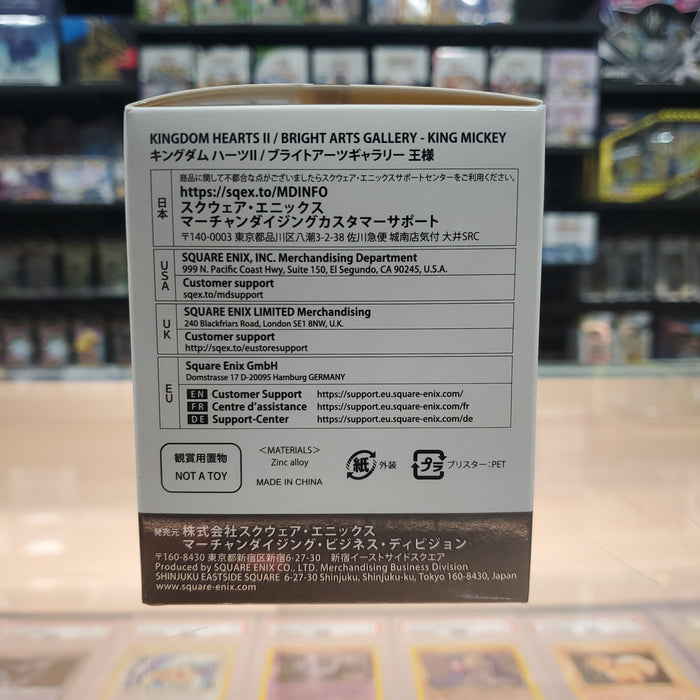 KINGDOM HEARTS II / BRIGHT ARTS GALLERY - KING MICKEY
キングダム ハーツII / ブライトアーツギャラリー 王様
日本
商品に関して不都合な点がございましたらスクウェア・エニックスサポートセンターをご利用ください。
https://sqex.to/MDINFO
スクウェア・エニックス
マーチャンダイジングカスタマーサポート
〒140-0003 東京都品川区八潮3-2-38 佐川急便 城南店気付 大井SRC
USA
SQUARE ENIX, INC. Merchandising Department
999 N. Pacific Coast Hwy, Suite 150, El Segundo, CA 90245, U.S.A.
Customer support
sqex.to/mdsupport
UK
SQUARE ENIX LIMITED Merchandising
240 Blackfriars Road, London SE1 8NW, U.K.
Customer support
http://sqex.to/eustoresupport
EU
Square Enix GmbH
Domstrasse 17 D-20095 Hamburg GERMANY
EN Customer Support https://support.eu.square-enix.com/
FR Centre d'assistance https://support.eu.square-enix.com/fr
DE Support-Center https://support.eu.square-enix.com/de
観賞用置物
NOT A TOY
<MATERIALS>
Zinc alloy
MADE IN CHINA
紙 外装
プラ ブリスター:PET
発売元 株式会社スクウェア・エニックス
マーチャンダイジング・ビジネス・ディビジョン
〒160-8430 東京都新宿区新宿6-27-30 新宿イーストサイドスクエア
Produced by SQUARE ENIX CO., LTD. Merchandising Business Division
SHINJUKU EASTSIDE SQUARE 6-27-30 Shinjuku, Shinjuku-ku, Tokyo 160-8430, Japan
www.square-enix.com